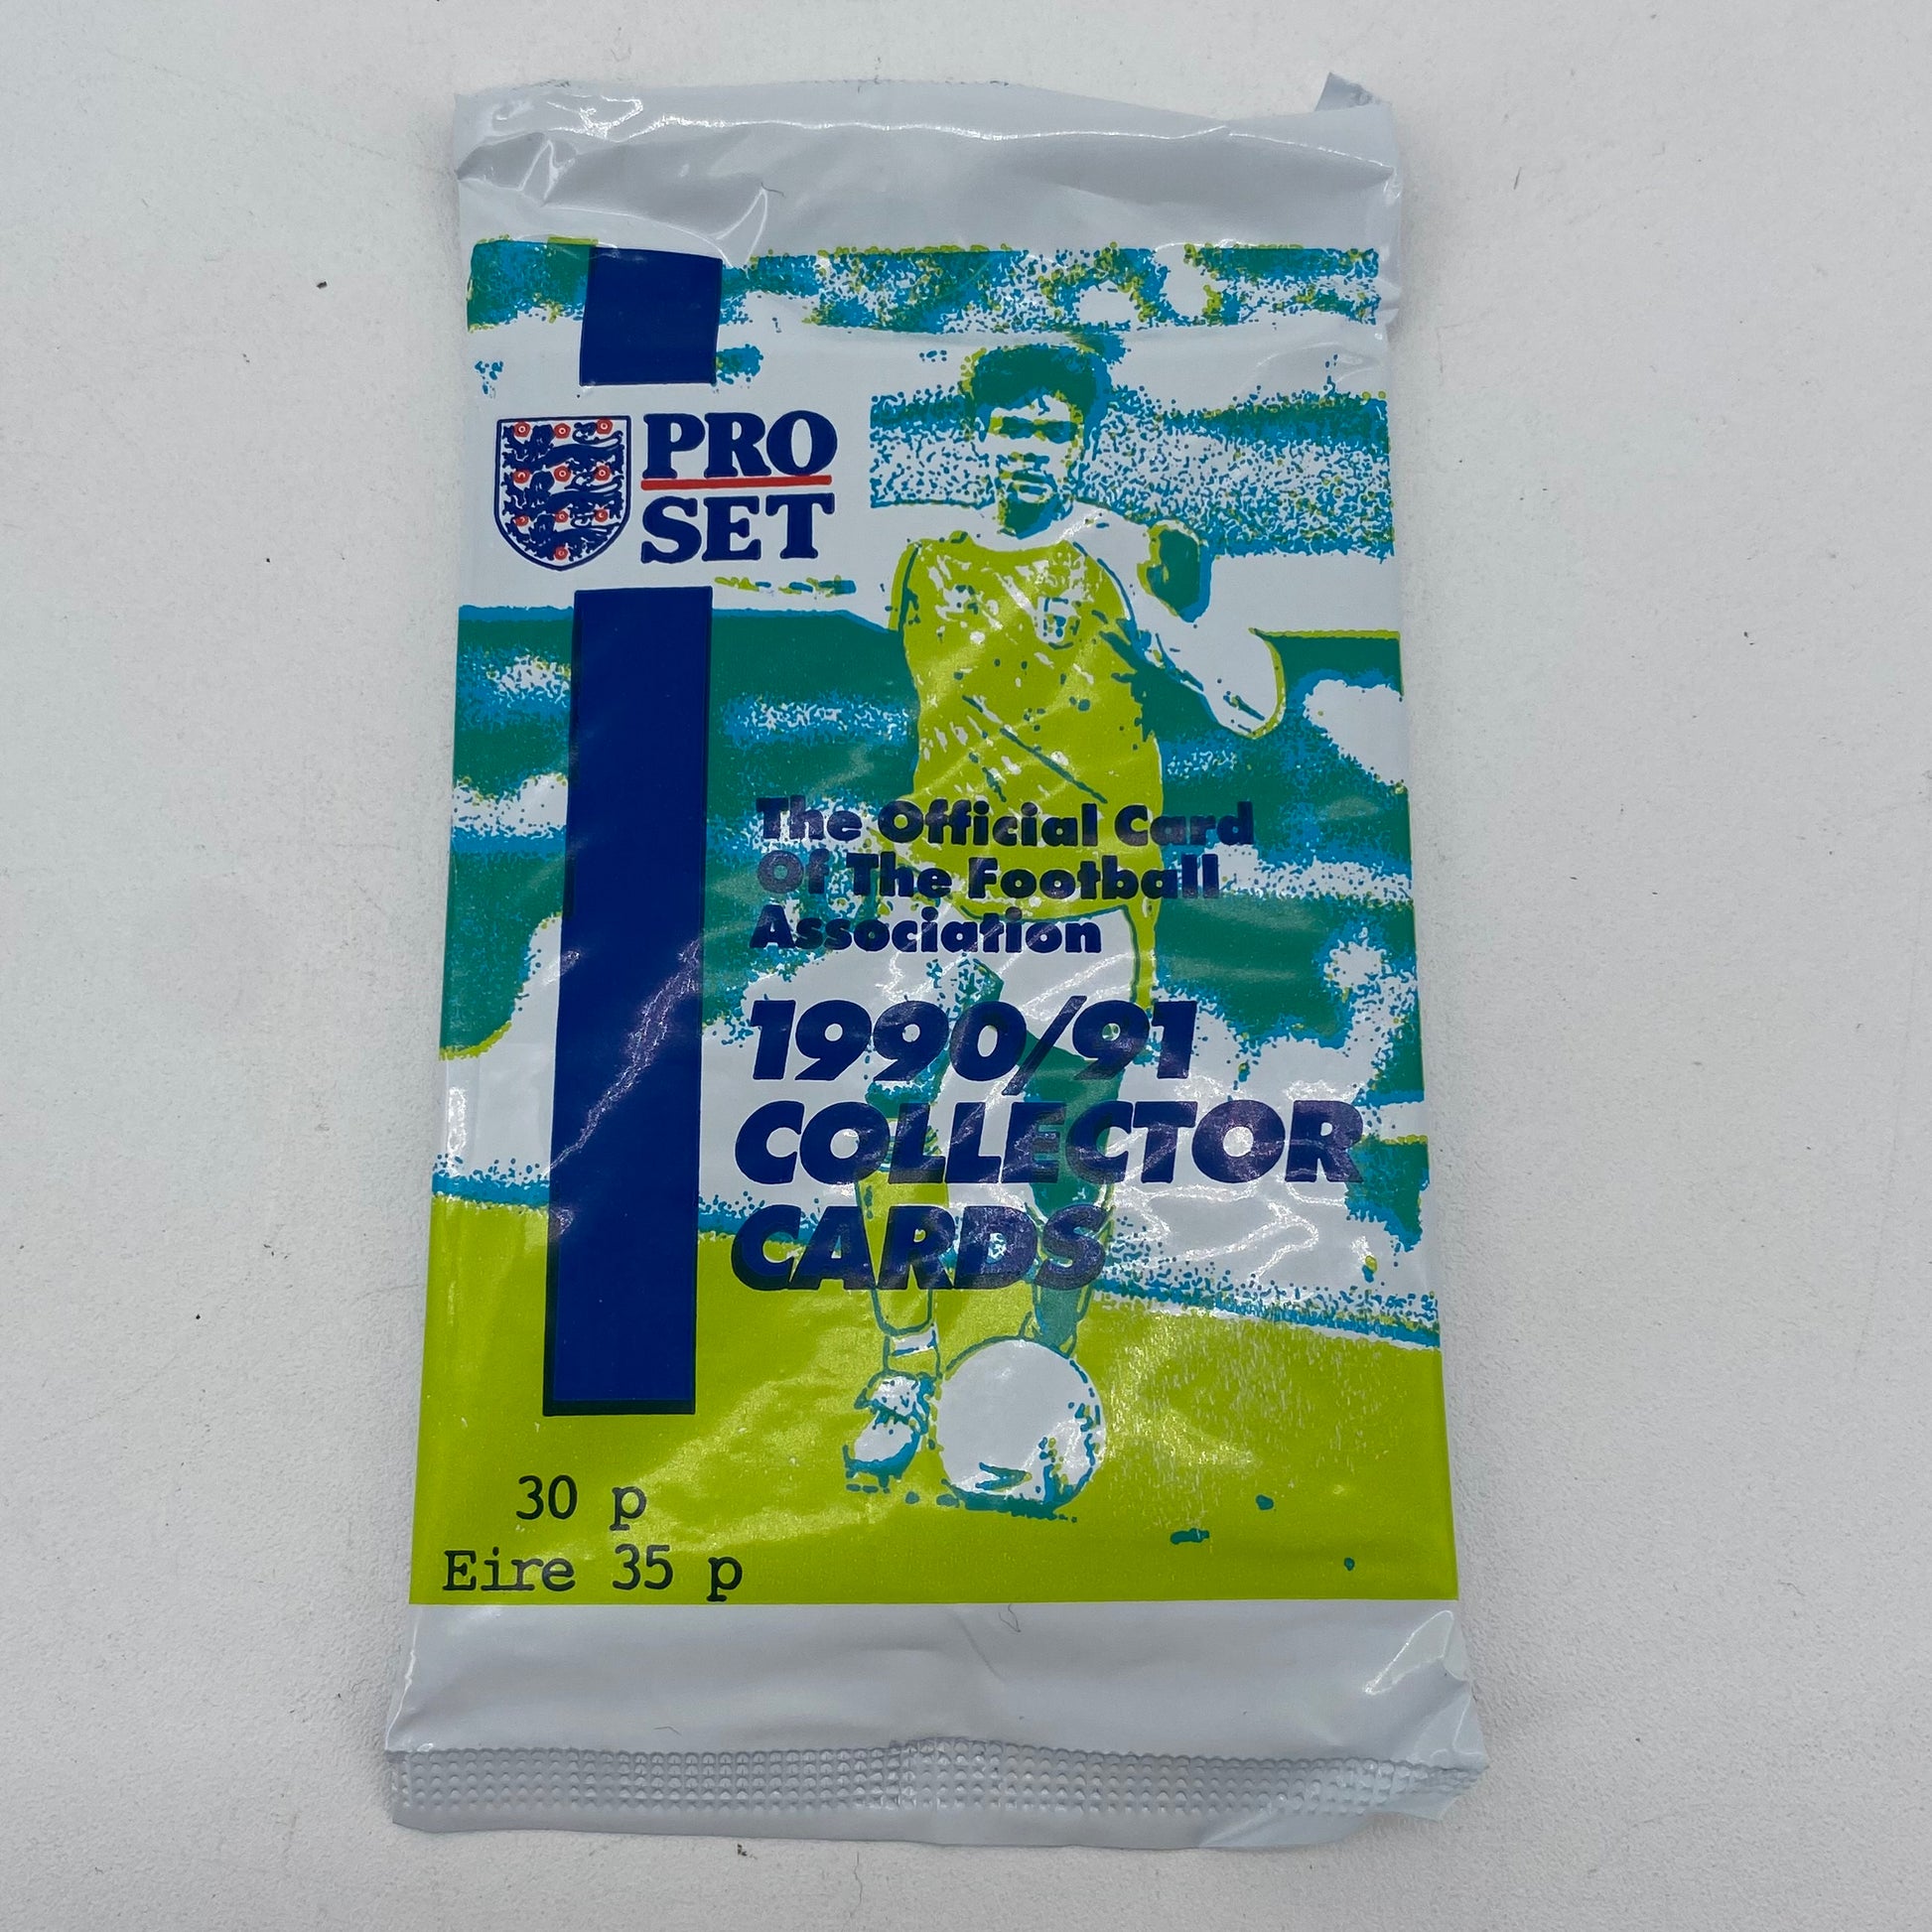 PRO
SET
The Official Card
Of The Football
Association
1990/91
COLLECTOR
CARDS
30 p
Eire 35 p